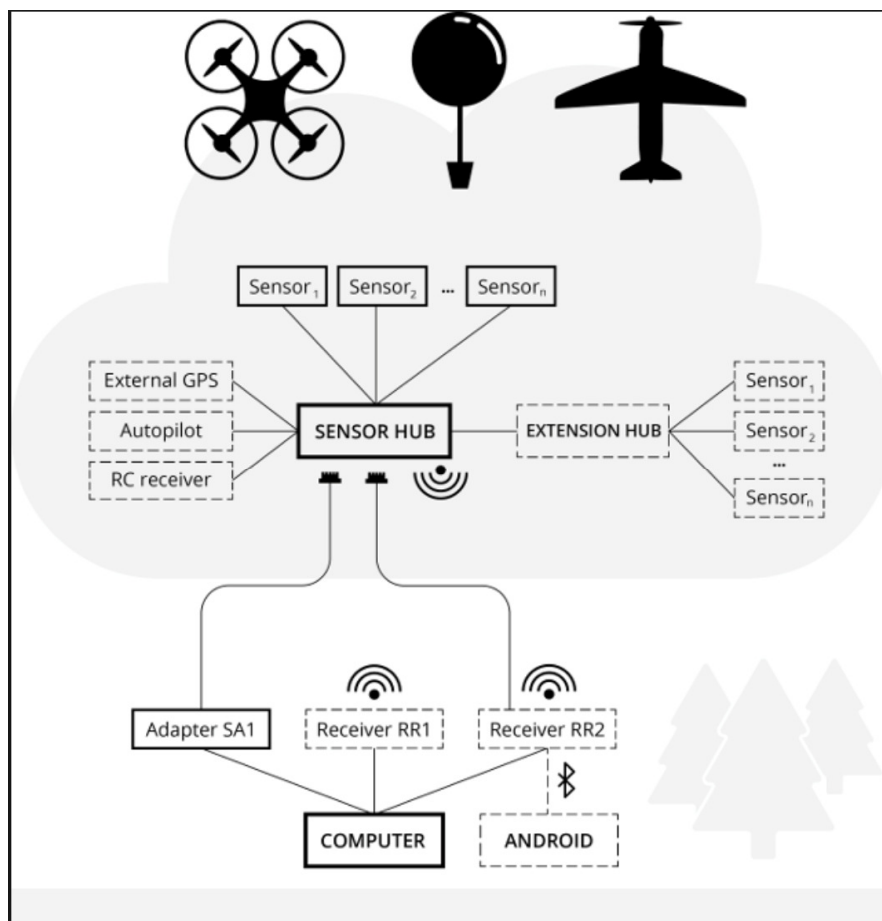 Sensor₁ Sensor₂ ... Sensorₙ
External GPS
Autopilot
RC receiver
SENSOR HUB
EXTENSION HUB
Sensor₁
Sensor₂
...
Sensorₙ
Adapter SA1
Receiver RR1
Receiver RR2
COMPUTER
ANDROID